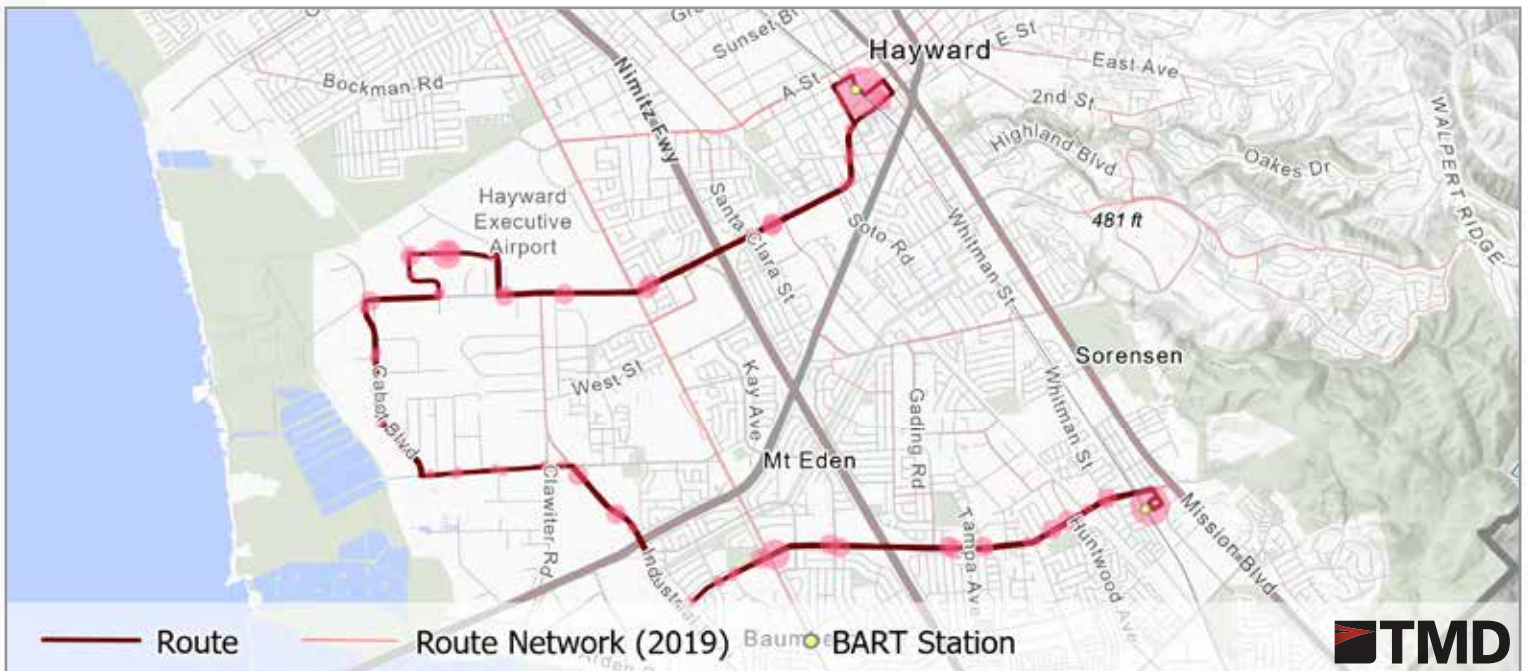 Hayward
E St
Sunset Bl
East Ave
Bockman Rd
A St
Nimitz Fwy
2nd St
Highland Blvd
Oakes Dr
WALPERT RIDGE
Hayward
Executive
Airport
Santa Clara St
Soto Rd
Whitman St
481 ft
Sorensen
West St
Kay Ave
Whitman St
Gading Rd
Cabot Blvd
Mt Eden
Clawiter Rd
Tampa Ave
Huntwood Ave
Mission Blvd
Industrial
Route
Route Network (2019)
BART Station
TMD